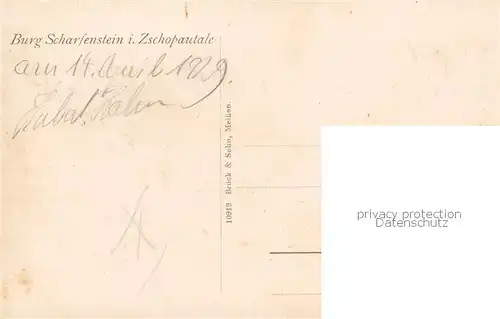 Burg Scharfenstein i. Zschopautale
am 14. April 1929.
10919 Brück & Sohn, Meißen.
privacy protection
Datenschutz